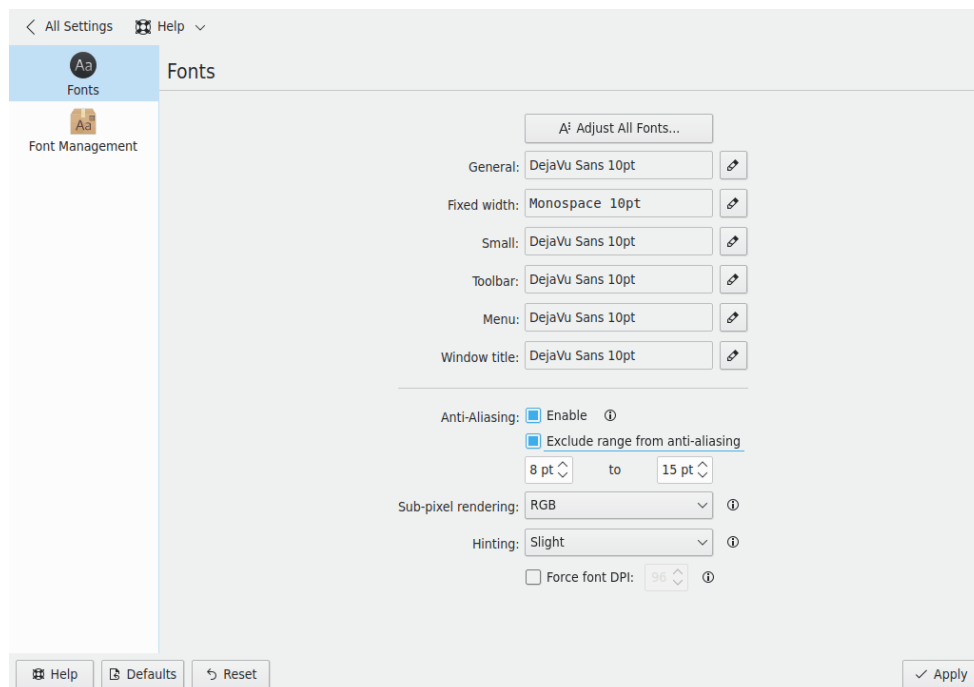 All Settings Help
Fonts
Fonts
Font Management
Adjust All Fonts...
General: DejaVu Sans 10pt
Fixed width: Monospace 10pt
Small: DejaVu Sans 10pt
Toolbar: DejaVu Sans 10pt
Menu: DejaVu Sans 10pt
Window title: DejaVu Sans 10pt
Anti-Aliasing: Enable
Exclude range from anti-aliasing
8 pt to 15 pt
Sub-pixel rendering: RGB
Hinting: Slight
Force font DPI: 96
Help Defaults Reset Apply